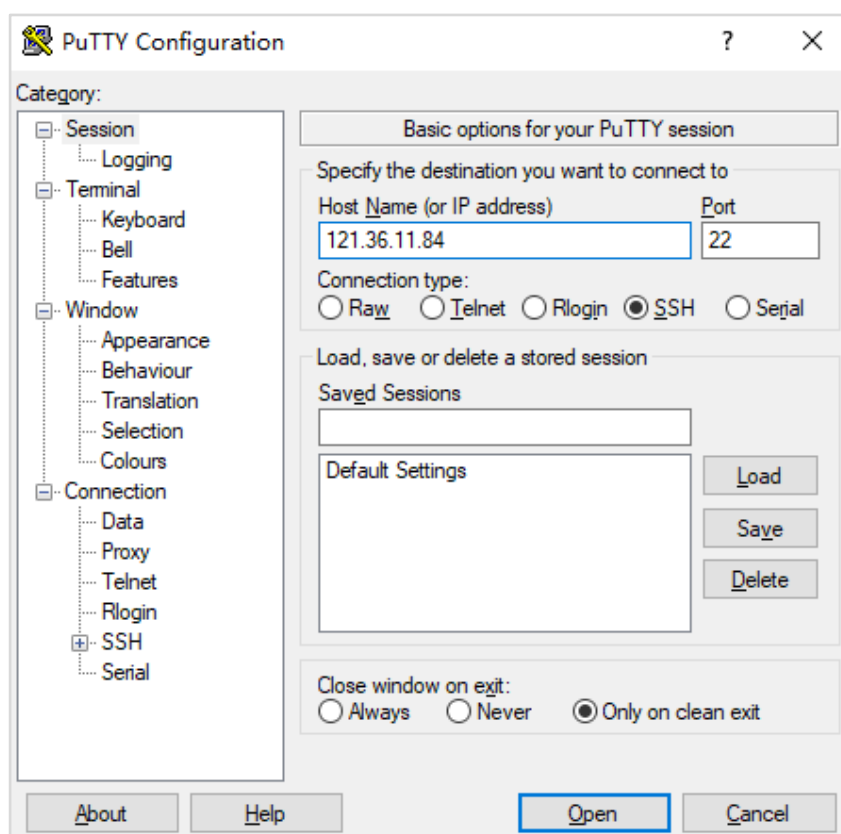 PuTTY Configuration
?
Category:
Session
Logging
Terminal
Keyboard
Bell
Features
Window
Appearance
Behaviour
Translation
Selection
Colours
Connection
Data
Proxy
Telnet
Rlogin
SSH
Serial
Basic options for your PuTTY session
Specify the destination you want to connect to
Host Name (or IP address) Port
121.36.11.84 22
Connection type:
Raw Telnet Rlogin SSH Serial
Load, save or delete a stored session
Saved Sessions
Default Settings
Load
Save
Delete
Close window on exit:
Always Never Only on clean exit
About Help Open Cancel